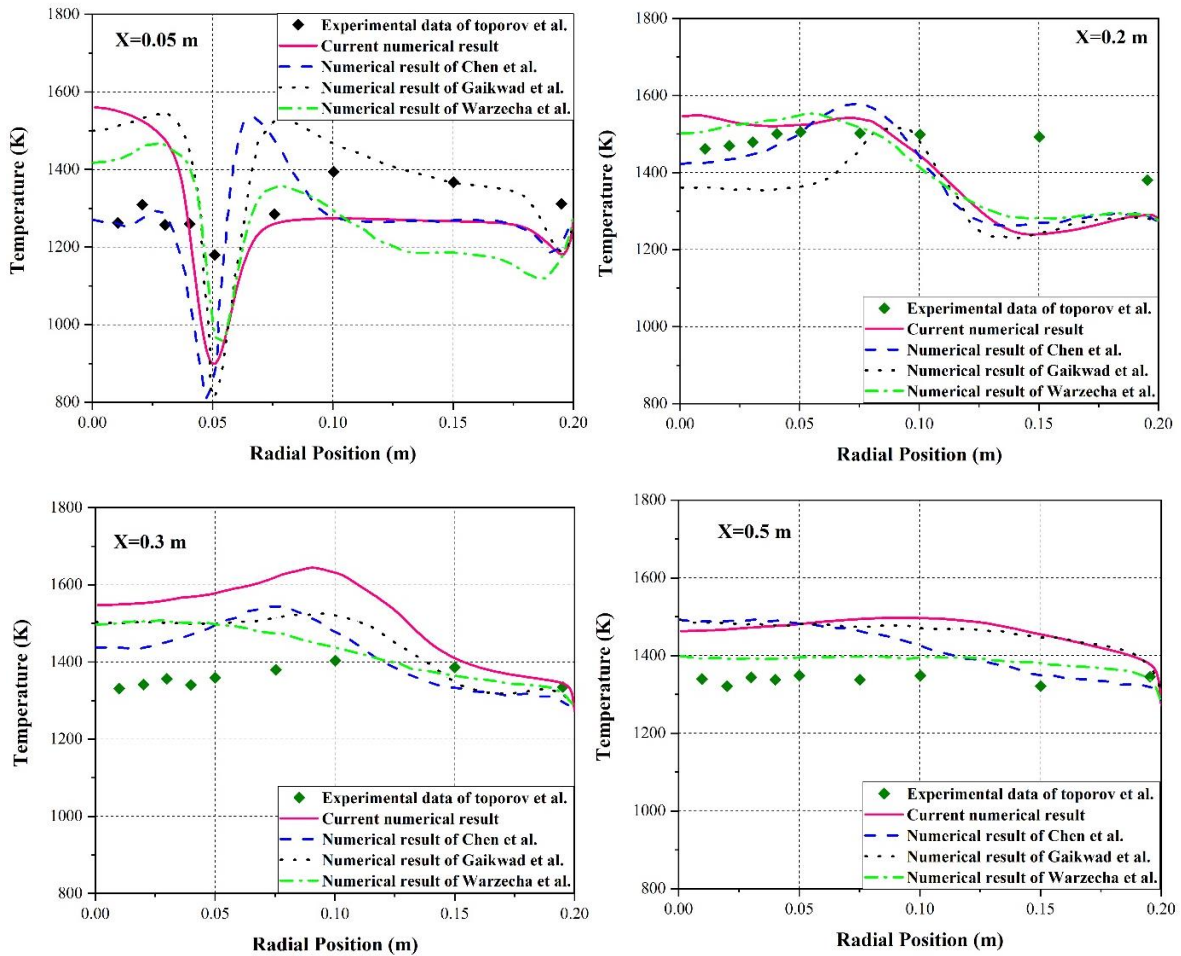 X=0.05 m
Experimental data of toporov et al.
Current numerical result
Numerical result of Chen et al.
Numerical result of Gaikwad et al.
Numerical result of Warzecha et al.
1800
1600
1400
1200
1000
800
Temperature (K)
0.00 0.05 0.10 0.15 0.20
Radial Position (m)
X=0.2 m
1800
1600
1400
1200
1000
800
Temperature (K)
Experimental data of toporov et al.
Current numerical result
Numerical result of Chen et al.
Numerical result of Gaikwad et al.
Numerical result of Warzecha et al.
0.00 0.05 0.10 0.15 0.20
Radial Position (m)
X=0.3 m
1800
1600
1400
1200
1000
800
Temperature (K)
Experimental data of toporov et al.
Current numerical result
Numerical result of Chen et al.
Numerical result of Gaikwad et al.
Numerical result of Warzecha et al.
0.00 0.05 0.10 0.15 0.20
Radial Position (m)
X=0.5 m
1800
1600
1400
1200
1000
800
Temperature (K)
Experimental data of toporov et al.
Current numerical result
Numerical result of Chen et al.
Numerical result of Gaikwad et al.
Numerical result of Warzecha et al.
0.00 0.05 0.10 0.15 0.20
Radial Position (m)